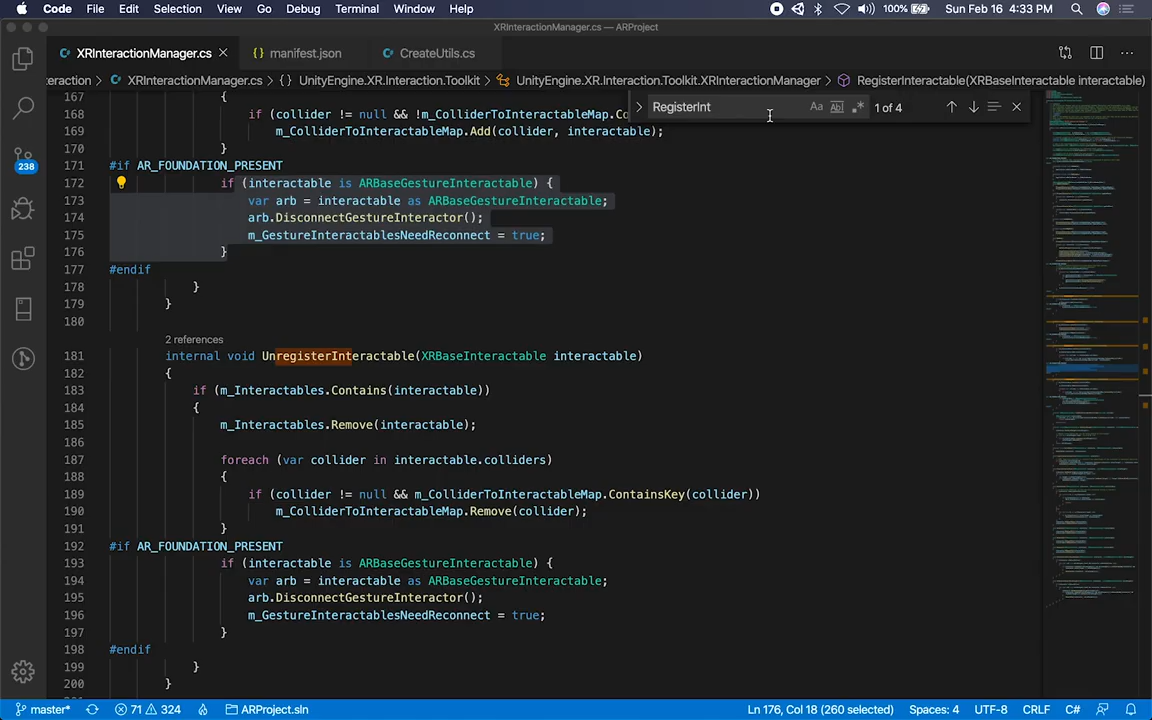 Code File Edit Selection View Go Debug Terminal Window Help 100% Sun Feb 16 4:33 PM
XRInteractionManager.cs — ARProject
XRInteractionManager.cs manifest.json CreateUtils.cs
eraction > XRInteractionManager.cs > {} UnityEngine.XR.Interaction.Toolkit > UnityEngine.XR.Interaction.Toolkit.XRInteractionManager > RegisterInteractable(XRBaseInteractable interactable)
RegisterInt Aa Abl .* 1 of 4
167 {
168 if (collider != null && !m_ColliderToInteractableMap.Co
169 m_ColliderToInteractableMap.Add(collider, interactable);
170 }
171 #if AR_FOUNDATION_PRESENT
172 if (interactable is ARBaseGestureInteractable) {
173 var arb = interactable as ARBaseGestureInteractable;
174 arb.DisconnectGestureInteractor();
175 m_GestureInteractablesNeedReconnect = true;
176 }
177 #endif
178 }
179 }
180
2 references
181 internal void UnregisterInteractable(XRBaseInteractable interactable)
182 {
183 if (m_Interactables.Contains(interactable))
184 {
185 m_Interactables.Remove(interactable);
186
187 foreach (var collider in interactable.colliders)
188 {
189 if (collider != null && m_ColliderToInteractableMap.ContainsKey(collider))
190 m_ColliderToInteractableMap.Remove(collider);
191 }
192 #if AR_FOUNDATION_PRESENT
193 if (interactable is ARBaseGestureInteractable) {
194 var arb = interactable as ARBaseGestureInteractable;
195 arb.DisconnectGestureInteractor();
196 m_GestureInteractablesNeedReconnect = true;
197 }
198 #endif
199 }
200 }
238
master* 71 324 ARProject.sln Ln 176, Col 18 (260 selected) Spaces: 4 UTF-8 CRLF C#